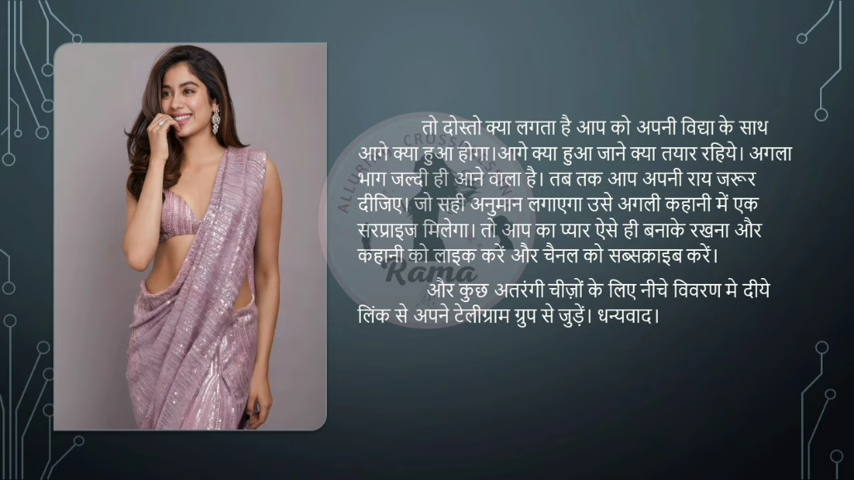 तो दोस्तो क्या लगता है आप को अपनी विद्या के साथ
आगे क्या हुआ होगा।आगे क्या हुआ जाने क्या तयार रहिये। अगला
भाग जल्दी ही आने वाला है। तब तक आप अपनी राय जरूर
दीजिए। जो सही अनुमान लगाएगा उसे अगली कहानी में एक
सरप्राइज मिलेगा। तो आप का प्यार ऐसे ही बनाके रखना और
कहानी को लाइक करें और चैनल को सब्सक्राइब करें।
और कुछ अतरंगी चीज़ों के लिए नीचे विवरण मे दीये
लिंक से अपने टेलीग्राम ग्रुप से जुड़ें। धन्यवाद।
Rama